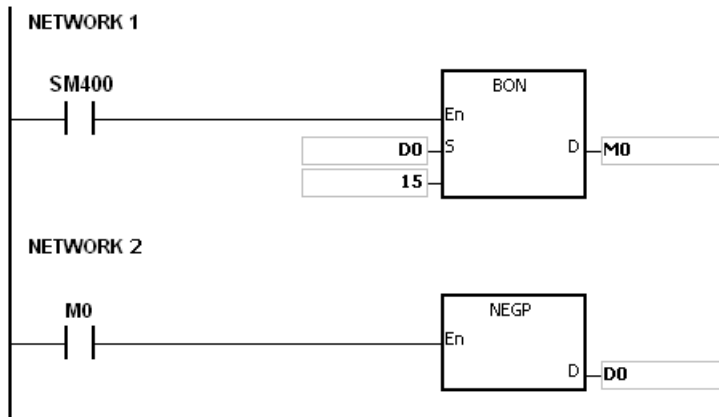 NETWORK 1
SM400
BON
En
D0 S D M0
15
NETWORK 2
M0
NEGP
En
D D0